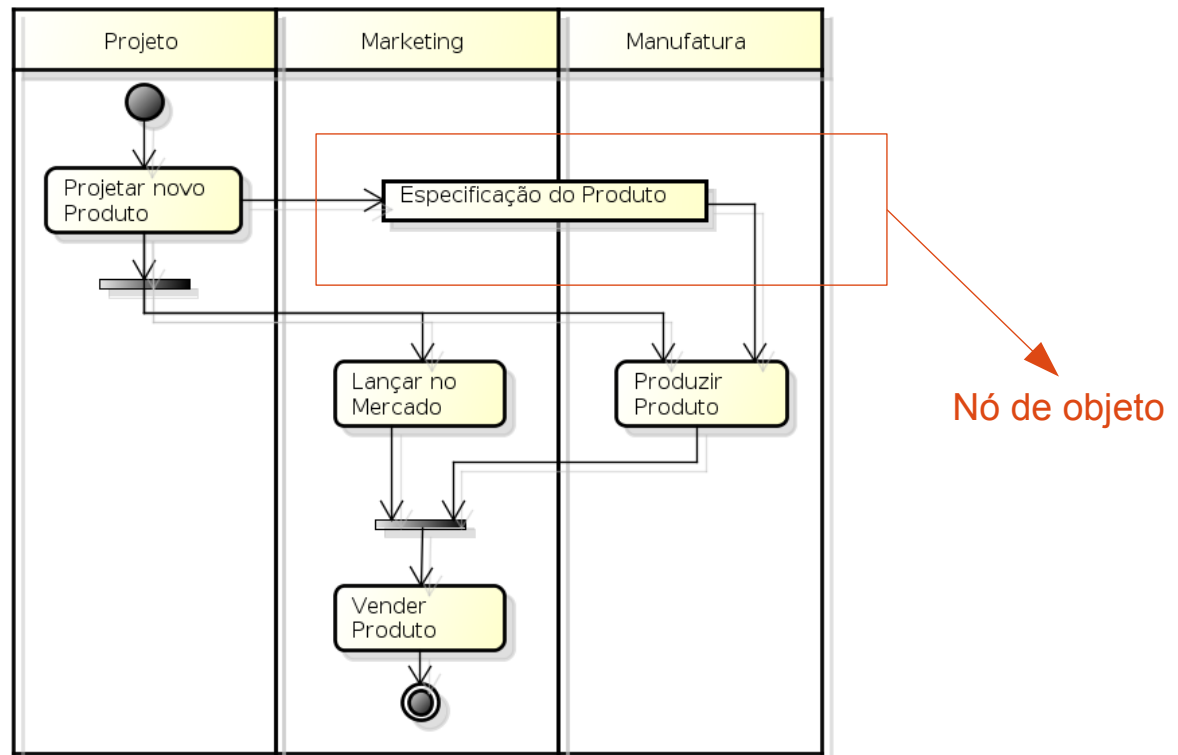 Projeto
Marketing
Manufatura
Projetar novo
Produto
Especificação do Produto
Lançar no
Mercado
Produzir
Produto
Nó de objeto
Vender
Produto